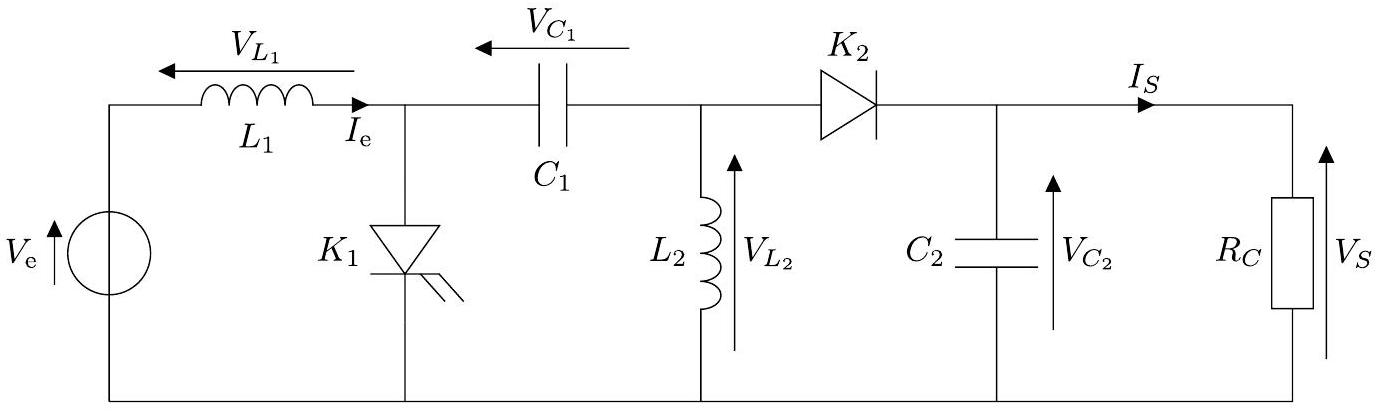 V_{L_1}
L_1
I_e
V_{C_1}
C_1
K_2
I_S
V_e
K_1
L_2
V_{L_2}
C_2
V_{C_2}
R_C
V_S